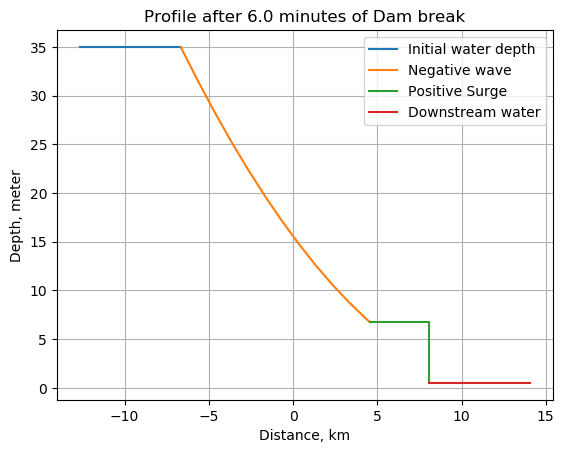 Profile after 6.0 minutes of Dam break
Initial water depth
Negative wave
Positive Surge
Downstream water
Depth, meter
35
30
25
20
15
10
5
0
−10
−5
0
5
10
15
Distance, km